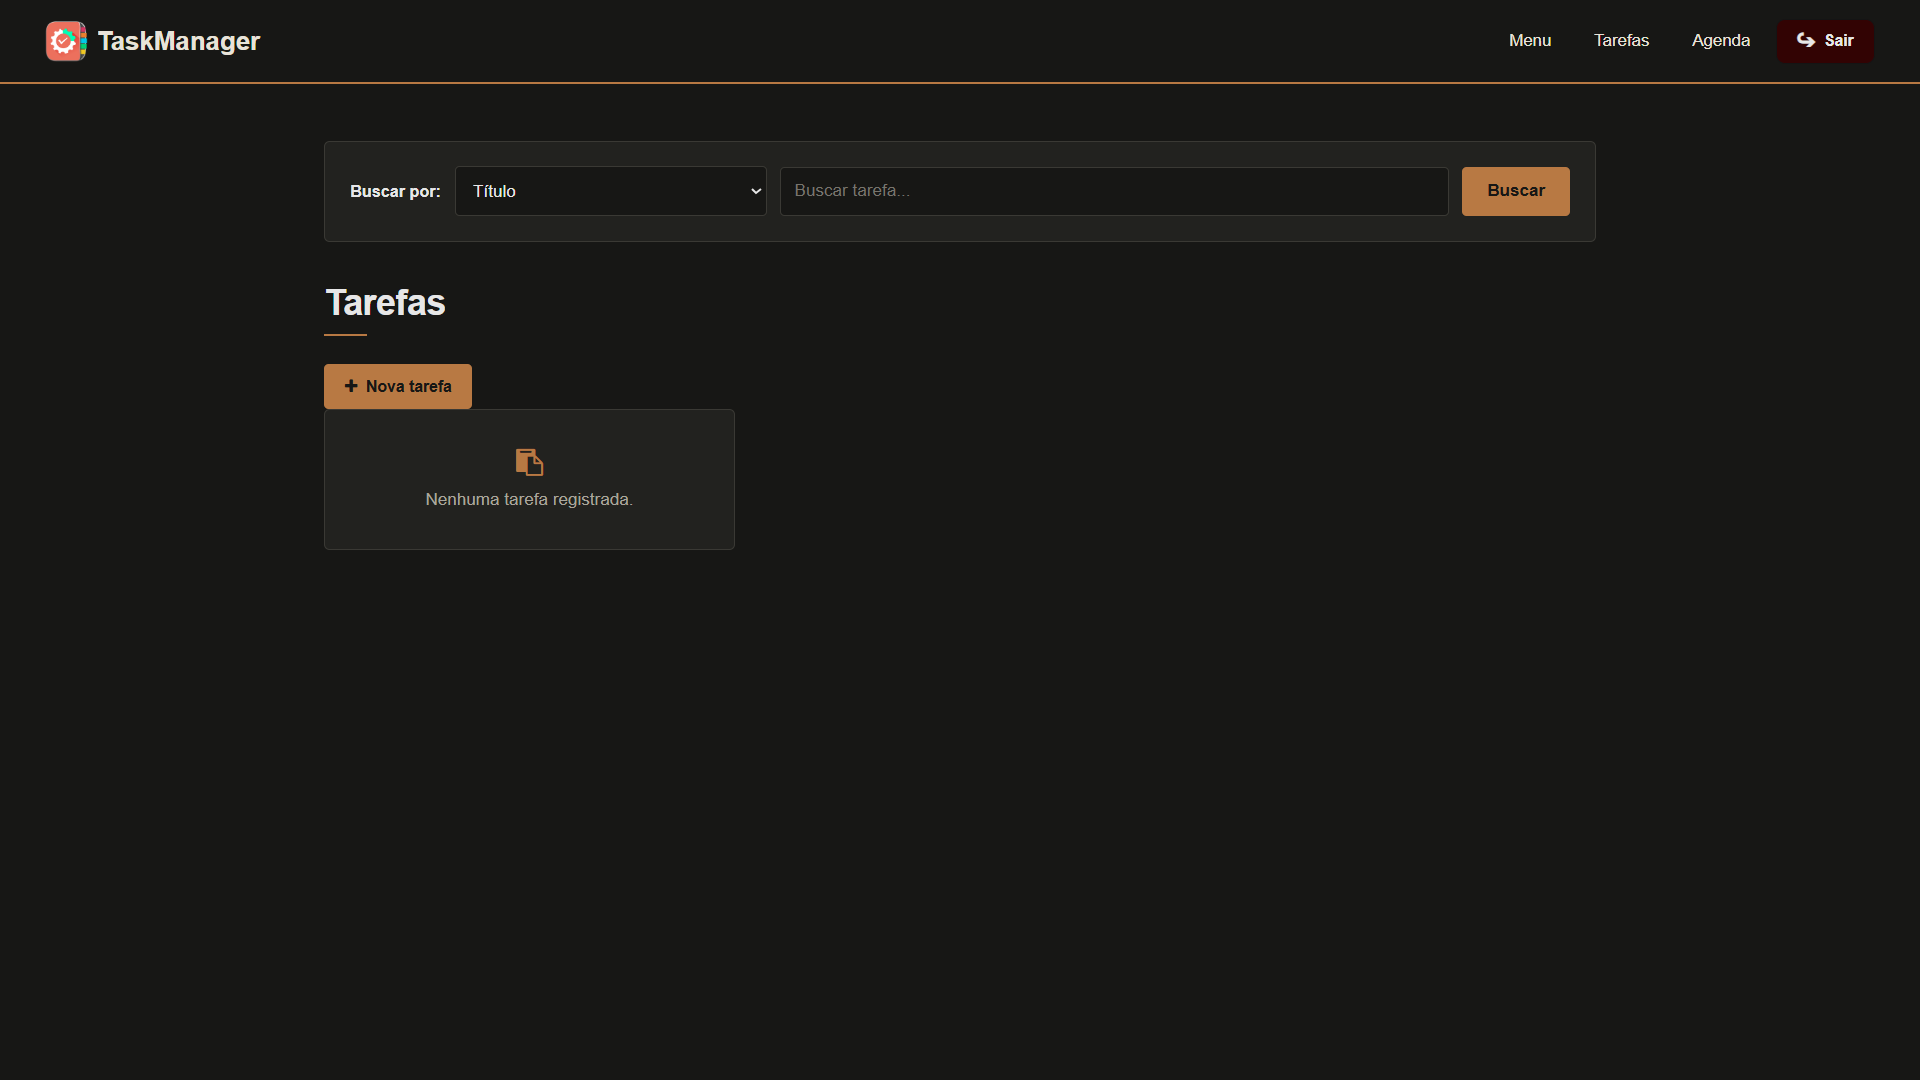 TaskManager
Menu
Tarefas
Agenda
Sair
Buscar por:
Título
Buscar tarefa...
Buscar
Tarefas
Nova tarefa
Nenhuma tarefa registrada.